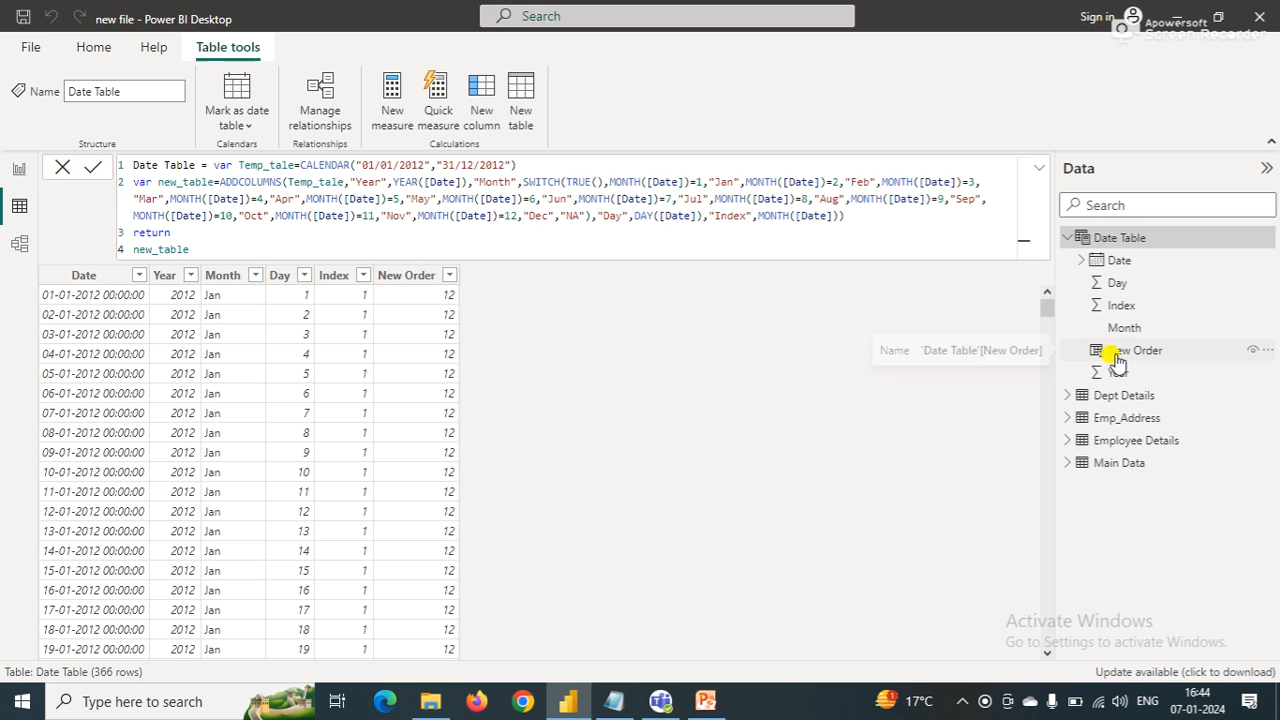 new file - Power BI Desktop
Search
Sign in
Apowersoft
Screen Recorder
File
Home
Help
Table tools
Name
Date Table
Mark as date
table
Manage
relationships
New
measure
Quick
measure
New
column
New
table
Structure
Calendars
Relationships
Calculations
1 Date Table = var Temp_tale=CALENDAR("01/01/2012","31/12/2012")
2 var new_table=ADDCOLUMNS(Temp_tale,"Year",YEAR([Date]),"Month",SWITCH(TRUE(),MONTH([Date])=1,"Jan",MONTH([Date])=2,"Feb",MONTH([Date])=3,
"Mar",MONTH([Date])=4,"Apr",MONTH([Date])=5,"May",MONTH([Date])=6,"Jun",MONTH([Date])=7,"Jul",MONTH([Date])=8,"Aug",MONTH([Date])=9,"Sep",
MONTH([Date])=10,"Oct",MONTH([Date])=11,"Nov",MONTH([Date])=12,"Dec","NA"),"Day",DAY([Date]),"Index",MONTH([Date]))
3 return
4 new_table
Date Year Month Day Index New Order
01-01-2012 00:00:00 2012 Jan 1 1 12
02-01-2012 00:00:00 2012 Jan 2 1 12
03-01-2012 00:00:00 2012 Jan 3 1 12
04-01-2012 00:00:00 2012 Jan 4 1 12
05-01-2012 00:00:00 2012 Jan 5 1 12
06-01-2012 00:00:00 2012 Jan 6 1 12
07-01-2012 00:00:00 2012 Jan 7 1 12
08-01-2012 00:00:00 2012 Jan 8 1 12
09-01-2012 00:00:00 2012 Jan 9 1 12
10-01-2012 00:00:00 2012 Jan 10 1 12
11-01-2012 00:00:00 2012 Jan 11 1 12
12-01-2012 00:00:00 2012 Jan 12 1 12
13-01-2012 00:00:00 2012 Jan 13 1 12
14-01-2012 00:00:00 2012 Jan 14 1 12
15-01-2012 00:00:00 2012 Jan 15 1 12
16-01-2012 00:00:00 2012 Jan 16 1 12
17-01-2012 00:00:00 2012 Jan 17 1 12
18-01-2012 00:00:00 2012 Jan 18 1 12
19-01-2012 00:00:00 2012 Jan 19 1 12
Name 'Date Table'[New Order]
Data
Search
Date Table
Date
Day
Index
Month
Order
Dept Details
Emp_Address
Employee Details
Main Data
Activate Windows
Go to Settings to activate Windows.
Table: Date Table (366 rows)
Update available (click to download)
Type here to search
17°C
ENG
16:44
07-01-2024